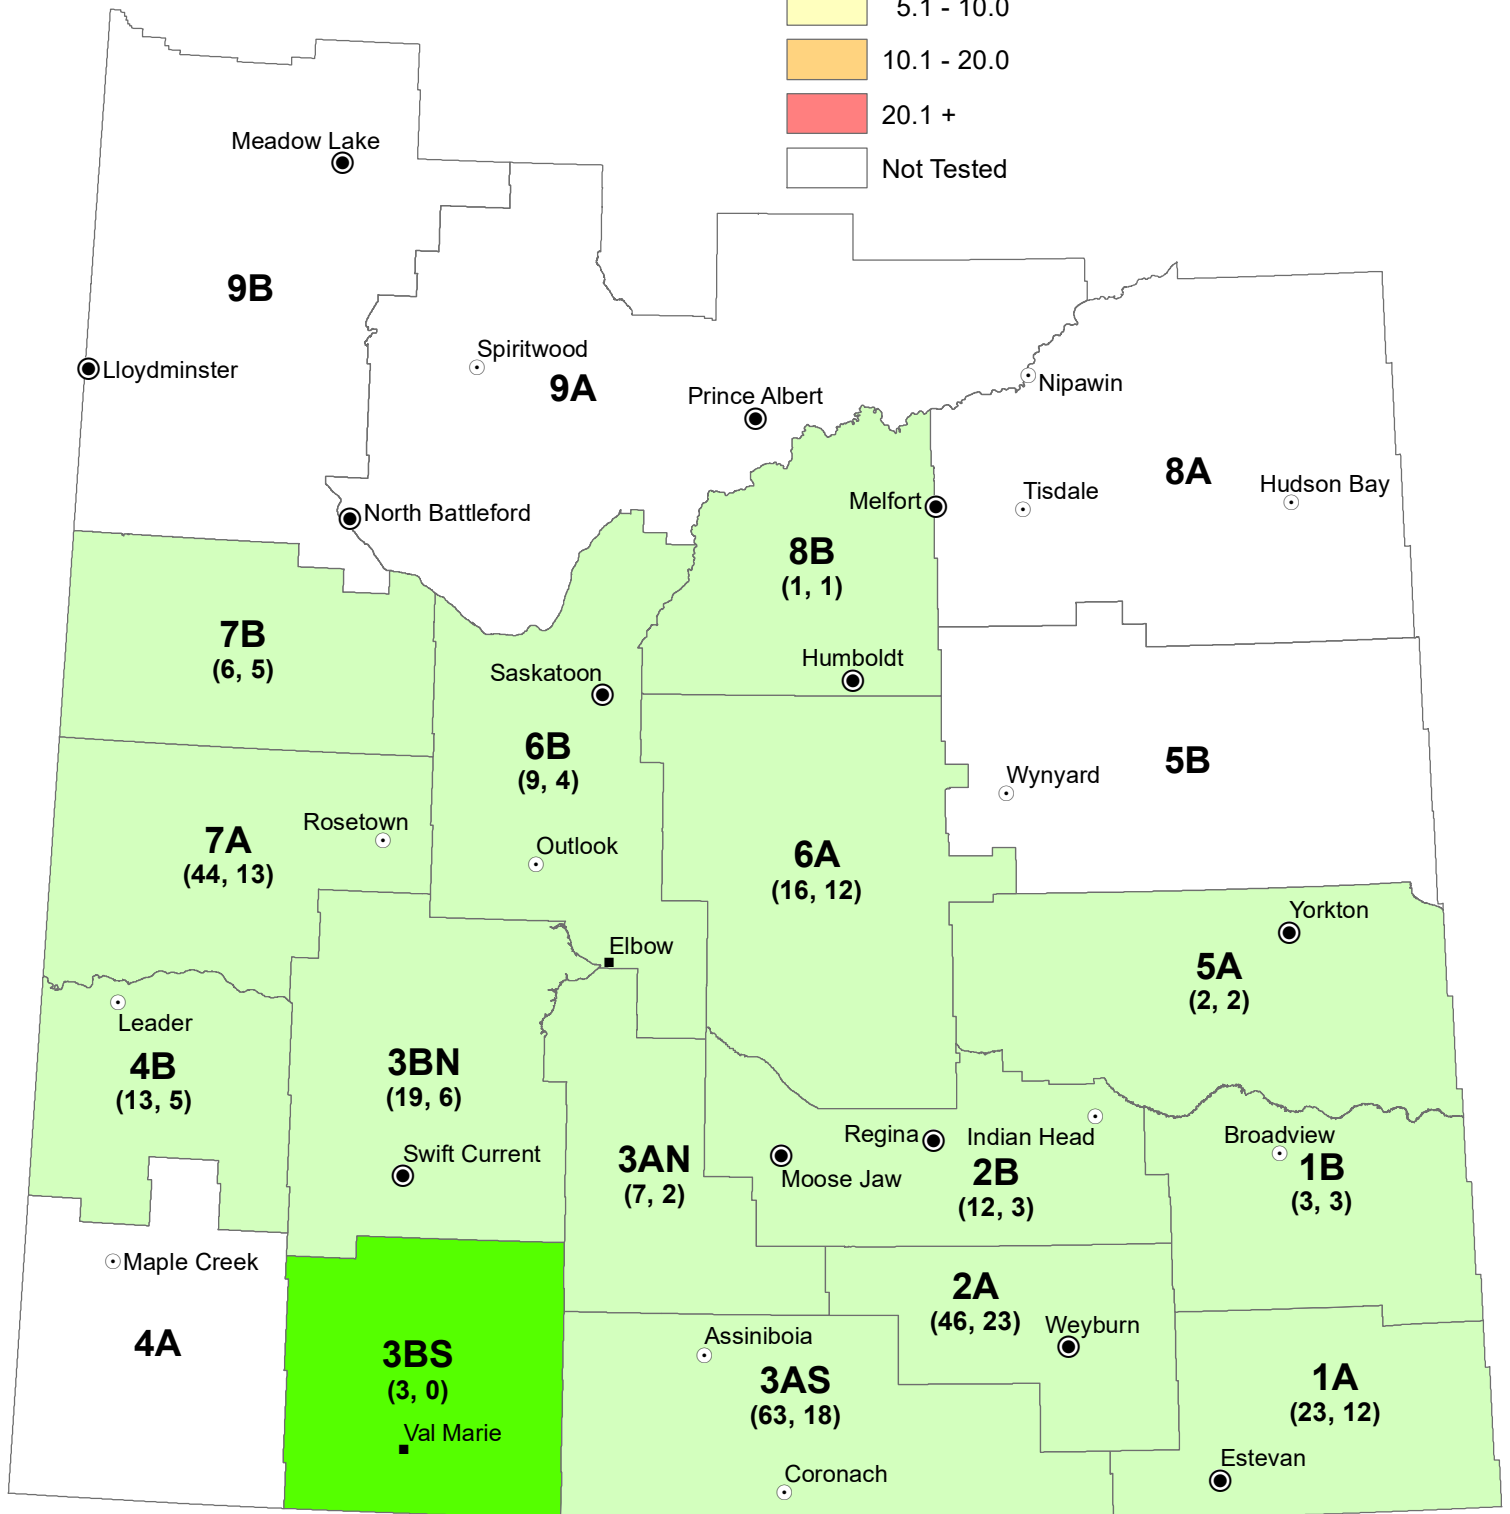 5.1 - 10.0
10.1 - 20.0
20.1 +
Not Tested
Meadow Lake
9B
Lloydminster
Spiritwood
9A
Prince Albert
Nipawin
8A
Hudson Bay
Tisdale
Melfort
North Battleford
8B
(1, 1)
Humboldt
7B
(6, 5)
Saskatoon
6B
(9, 4)
5B
Wynyard
Rosetown
7A
(44, 13)
Outlook
6A
(16, 12)
Yorkton
5A
(2, 2)
Elbow
Leader
4B
(13, 5)
3BN
(19, 6)
Swift Current
3AN
(7, 2)
Regina
Indian Head
Moose Jaw
2B
(12, 3)
Broadview
1B
(3, 3)
Maple Creek
4A
3BS
(3, 0)
Val Marie
2A
(46, 23)
Weyburn
Assiniboia
3AS
(63, 18)
Coronach
1A
(23, 12)
Estevan